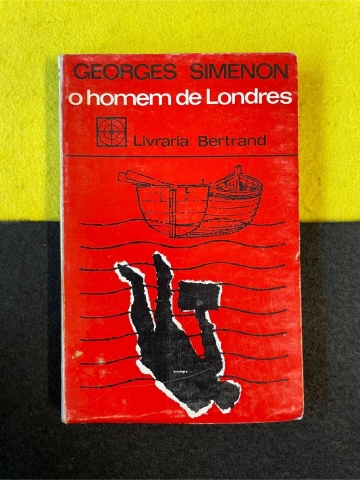 GEORGES SIMENON
o homem de Londres
Livraria Bertrand